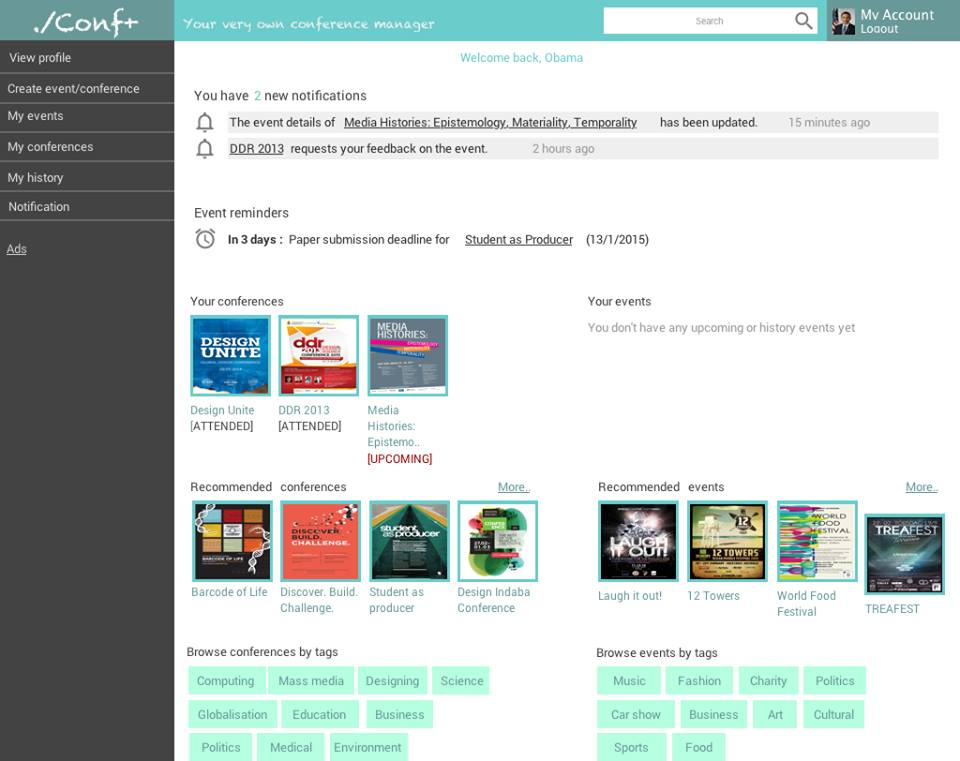 ./Conf+
Your very own conference manager
Search
My Account
Logout
View profile
Create event/conference
My events
My conferences
My history
Notification
Ads
Welcome back, Obama
You have 2 new notifications
The event details of Media Histories: Epistemology, Materiality, Temporality has been updated. 15 minutes ago
DDR 2013 requests your feedback on the event. 2 hours ago
Event reminders
In 3 days : Paper submission deadline for Student as Producer (13/1/2015)
Your conferences
DESIGN
UNITE
ddr
2013
MEDIA
HISTORIES:
EPISTEMOLOGY
MATERIALITY
TEMPORALITY
Design Unite
[ATTENDED]
DDR 2013
[ATTENDED]
Media
Histories:
Epistemo..
[UPCOMING]
Your events
You don't have any upcoming or history events yet
Recommended conferences
More..
BARCODE OF LIFE
DISCOVER.
BUILD.
CHALLENGE.
student
as producer
Barcode of Life
Discover. Build.
Challenge.
Student as
producer
Design Indaba
Conference
Recommended events
More..
LAUGH
IT OUT!
12 TOWERS
WORLD
FOOD
FESTIVAL
TREAFEST
Laugh it out!
12 Towers
World Food
Festival
TREAFEST
Browse conferences by tags
Computing Mass media Designing Science
Globalisation Education Business
Politics Medical Environment
Browse events by tags
Music Fashion Charity Politics
Car show Business Art Cultural
Sports Food